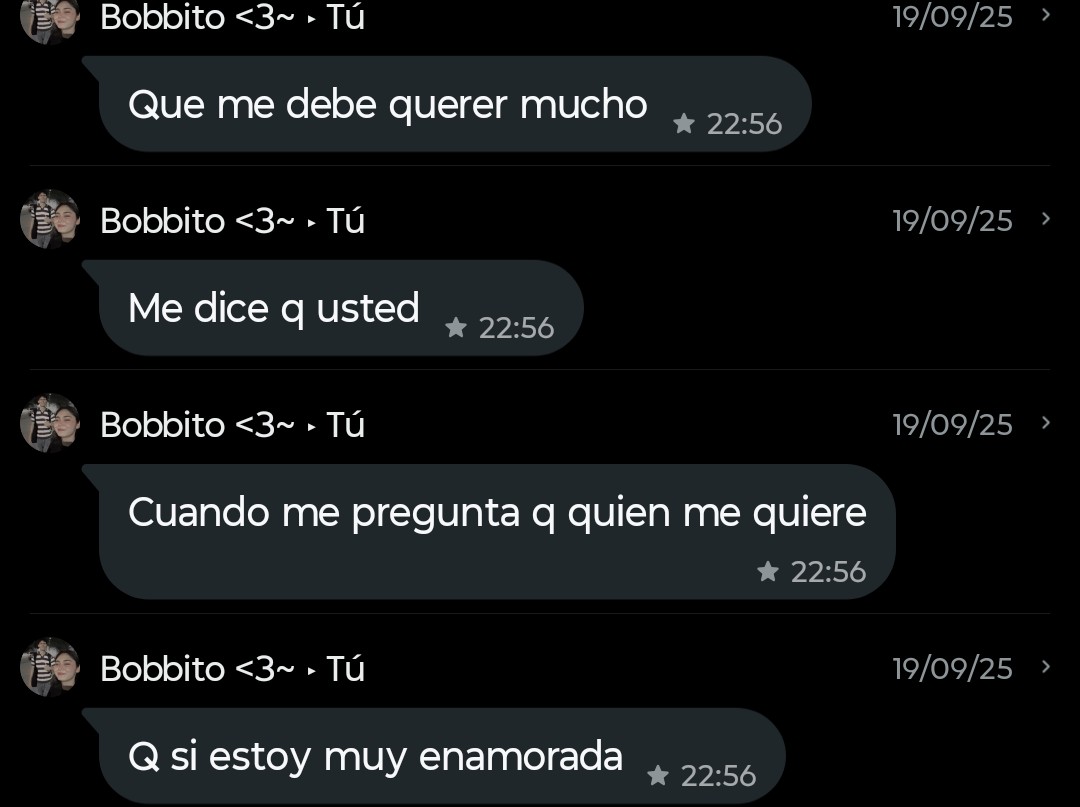 Bobbito <3~ ▸ Tú 19/09/25 ›
Que me debe querer mucho ★ 22:56
Bobbito <3~ ▸ Tú 19/09/25 ›
Me dice q usted ★ 22:56
Bobbito <3~ ▸ Tú 19/09/25 ›
Cuando me pregunta q quien me quiere
★ 22:56
Bobbito <3~ ▸ Tú 19/09/25 ›
Q si estoy muy enamorada ★ 22:56